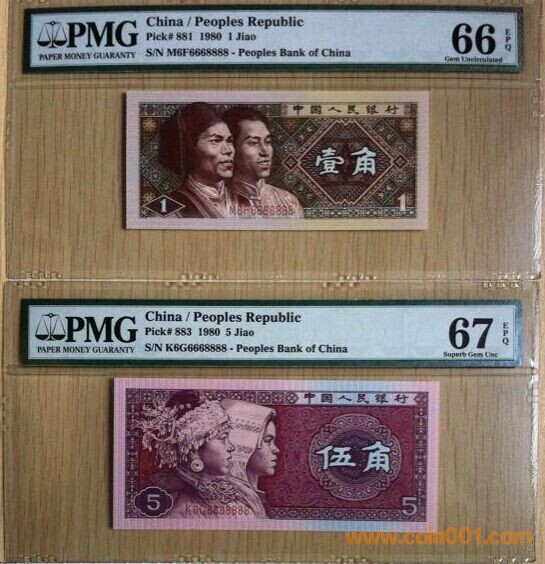 PMG
PAPER MONEY GUARANTY
China / Peoples Republic
Pick# 881 1980 1 Jiao
S/N M6F6668888 - Peoples Bank of China
66 EPQ
Gem Uncirculated
中国人民银行
壹角
1
M6F6668888
1
PMG
PAPER MONEY GUARANTY
China / Peoples Republic
Pick# 883 1980 5 Jiao
S/N K6G6668888 - Peoples Bank of China
67 EPQ
Superb Gem Unc
中国人民银行
伍角
5
K6G6668888
5
www.com001.com